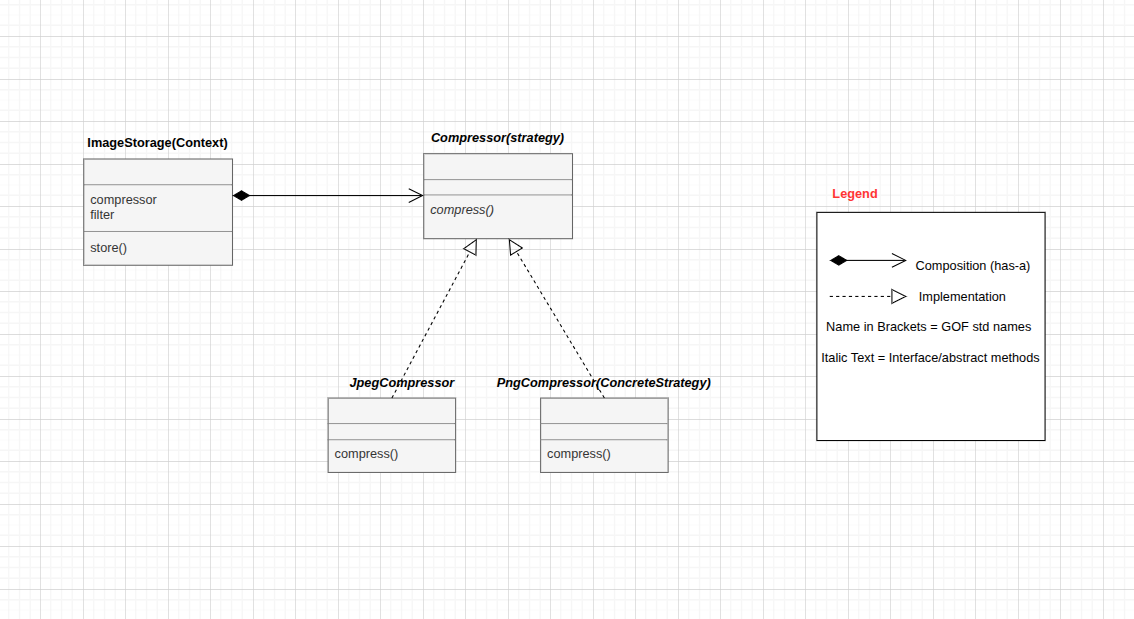 ImageStorage(Context)
compressor
filter
store()
Compressor(strategy)
compress()
JpegCompressor
compress()
PngCompressor(ConcreteStrategy)
compress()
Legend
Composition (has-a)
Implementation
Name in Brackets = GOF std names
Italic Text = Interface/abstract methods